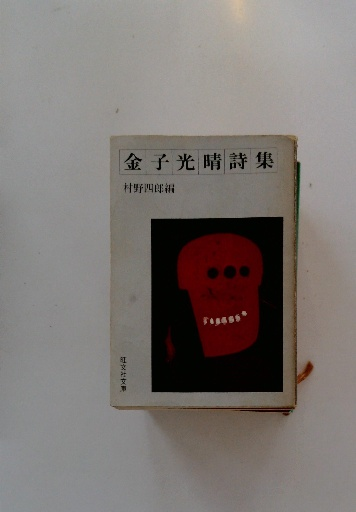 金子光晴詩集
村野四郎編
旺文社文庫